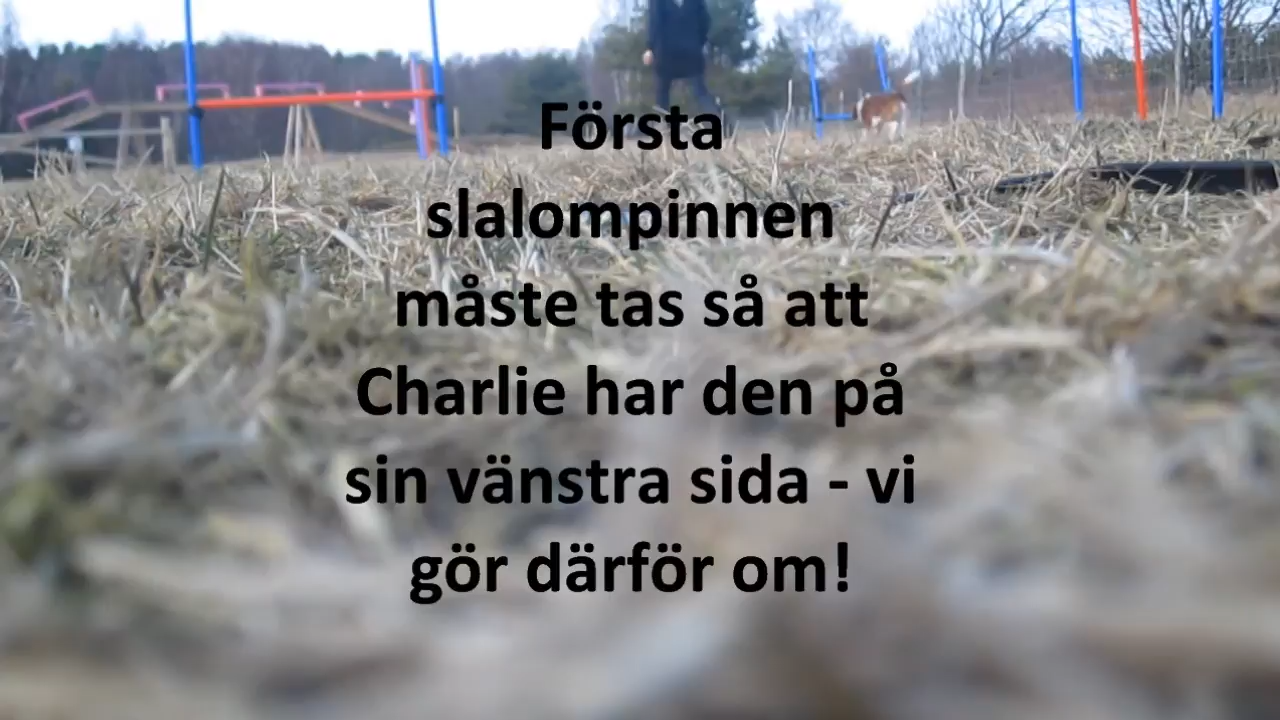 Första
slalompinnen
måste tas så att
Charlie har den på
sin vänstra sida - vi
gör därför om!